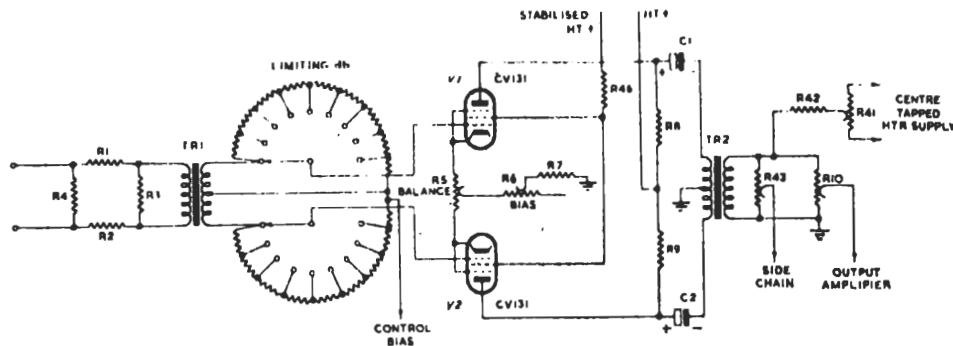 STABILISED
HT +
HT +
C1
LIMITING db
V1
CV131
R46
R42
R41
CENTRE
TAPPED
HTR SUPPLY
R1
TR1
R8
TR2
R4
R3
R5
BALANCE
R6
R7
BIAS
R43
R10
R2
R9
SIDE
CHAIN
OUTPUT
AMPLIFIER
V2
CV131
C2
+
+
-
CONTROL
BIAS